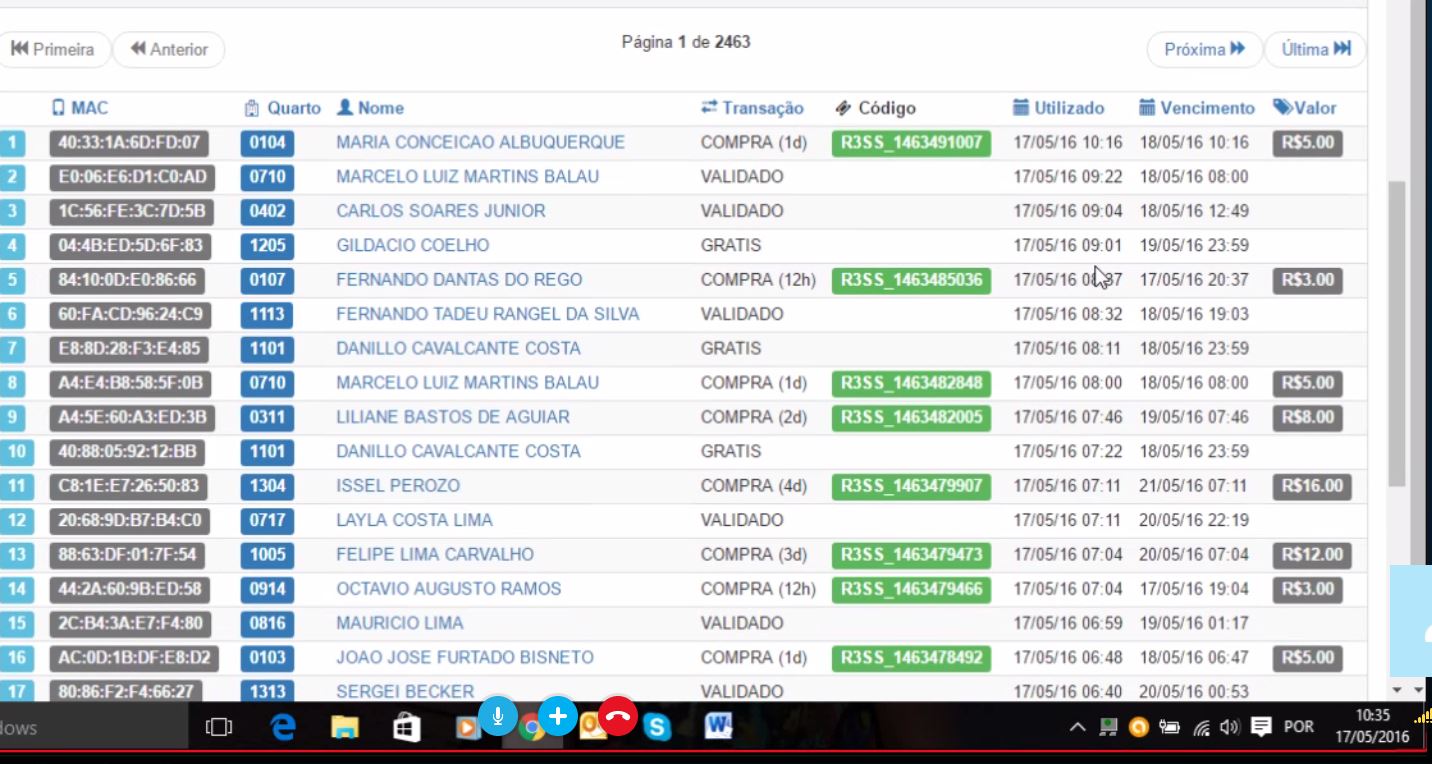 Primeira Anterior Página 1 de 2463 Próxima Última
MAC Quarto Nome Transação Código Utilizado Vencimento Valor
1 40:33:1A:6D:FD:07 0104 MARIA CONCEICAO ALBUQUERQUE COMPRA (1d) R3SS_1463491007 17/05/16 10:16 18/05/16 10:16 R$5.00
2 E0:06:E6:D1:C0:AD 0710 MARCELO LUIZ MARTINS BALAU VALIDADO 17/05/16 09:22 18/05/16 08:00
3 1C:56:FE:3C:7D:5B 0402 CARLOS SOARES JUNIOR VALIDADO 17/05/16 09:04 18/05/16 12:49
4 04:4B:ED:5D:6F:83 1205 GILDACIO COELHO GRATIS 17/05/16 09:01 19/05/16 23:59
5 84:10:0D:E0:86:66 0107 FERNANDO DANTAS DO REGO COMPRA (12h) R3SS_1463485036 17/05/16 08:37 17/05/16 20:37 R$3.00
6 60:FA:CD:96:24:C9 1113 FERNANDO TADEU RANGEL DA SILVA VALIDADO 17/05/16 08:32 18/05/16 19:03
7 E8:8D:28:F3:E4:85 1101 DANILLO CAVALCANTE COSTA GRATIS 17/05/16 08:11 18/05/16 23:59
8 A4:E4:B8:58:5F:0B 0710 MARCELO LUIZ MARTINS BALAU COMPRA (1d) R3SS_1463482848 17/05/16 08:00 18/05/16 08:00 R$5.00
9 A4:5E:60:A3:ED:3B 0311 LILIANE BASTOS DE AGUIAR COMPRA (2d) R3SS_1463482005 17/05/16 07:46 19/05/16 07:46 R$8.00
10 40:88:05:92:12:BB 1101 DANILLO CAVALCANTE COSTA GRATIS 17/05/16 07:22 18/05/16 23:59
11 C8:1E:E7:26:50:83 1304 ISSEL PEROZO COMPRA (4d) R3SS_1463479907 17/05/16 07:11 21/05/16 07:11 R$16.00
12 20:68:9D:B7:B4:C0 0717 LAYLA COSTA LIMA VALIDADO 17/05/16 07:11 20/05/16 22:19
13 88:63:DF:01:7F:54 1005 FELIPE LIMA CARVALHO COMPRA (3d) R3SS_1463479473 17/05/16 07:04 20/05/16 07:04 R$12.00
14 44:2A:60:9B:ED:58 0914 OCTAVIO AUGUSTO RAMOS COMPRA (12h) R3SS_1463479466 17/05/16 07:04 17/05/16 19:04 R$3.00
15 2C:B4:3A:E7:F4:80 0816 MAURICIO LIMA VALIDADO 17/05/16 06:59 19/05/16 01:17
16 AC:0D:1B:DF:E8:D2 0103 JOAO JOSE FURTADO BISNETO COMPRA (1d) R3SS_1463478492 17/05/16 06:48 18/05/16 06:47 R$5.00
17 80:86:F2:F4:66:27 1313 SERGEI BECKER VALIDADO 17/05/16 06:40 20/05/16 00:53
dows POR 10:35
17/05/2016